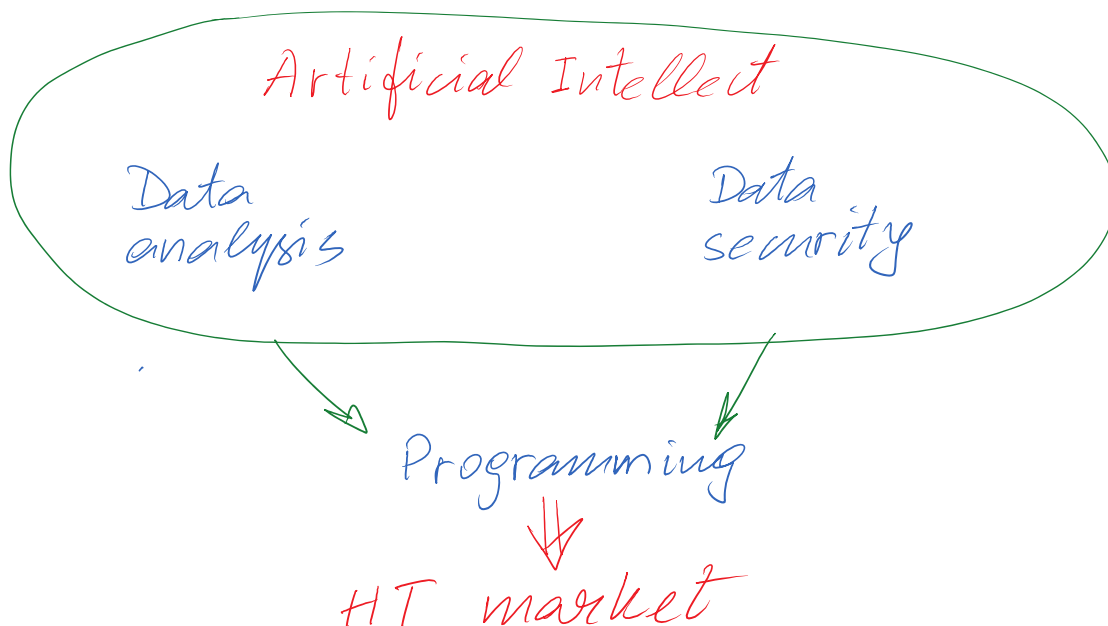 Artificial Intellect
Data
analysis
Data
security
Programming
HT market